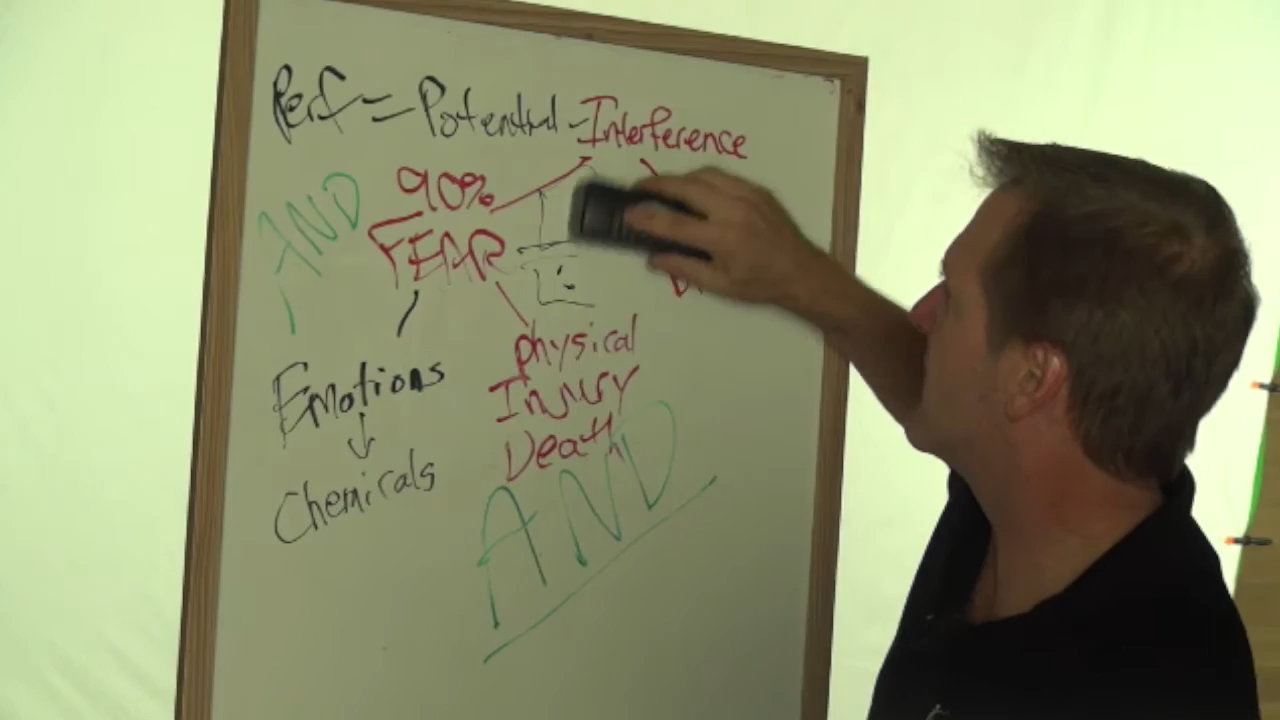 Perf = Potential - Interference
90%
AND
FEAR
physical
Injury
Death
Emotions
Chemicals
AND